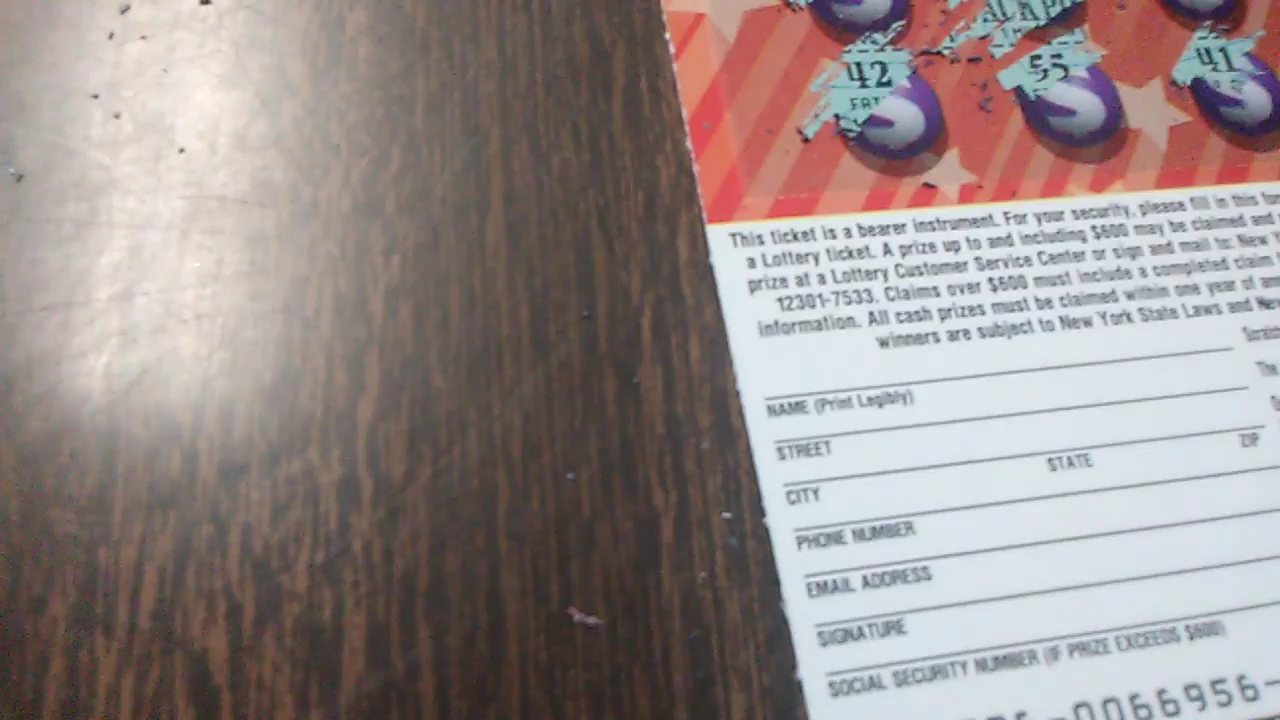 42 55 41
This ticket is a bearer instrument. For your security, please fill in this
a Lottery ticket. A prize up to and including $600 may be claimed and
prize at a Lottery Customer Service Center or sign and mail to: New
12301-7533. Claims over $600 must include a completed claim
information. All cash prizes must be claimed within one year of
winners are subject to New York State Laws and
The
NAME (Print Legibly)
STREET
CITY STATE ZIP
PHONE NUMBER
EMAIL ADDRESS
SIGNATURE
SOCIAL SECURITY NUMBER (IF PRIZE EXCEEDS $600)
0066956-